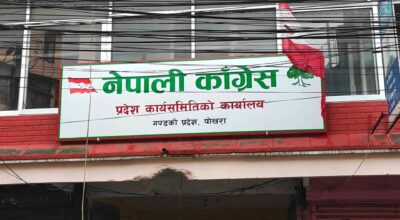 नेपाली काँग्रेस
प्रदेश कार्यसमितिको कार्यालय
गण्डकी प्रदेश, पोखरा